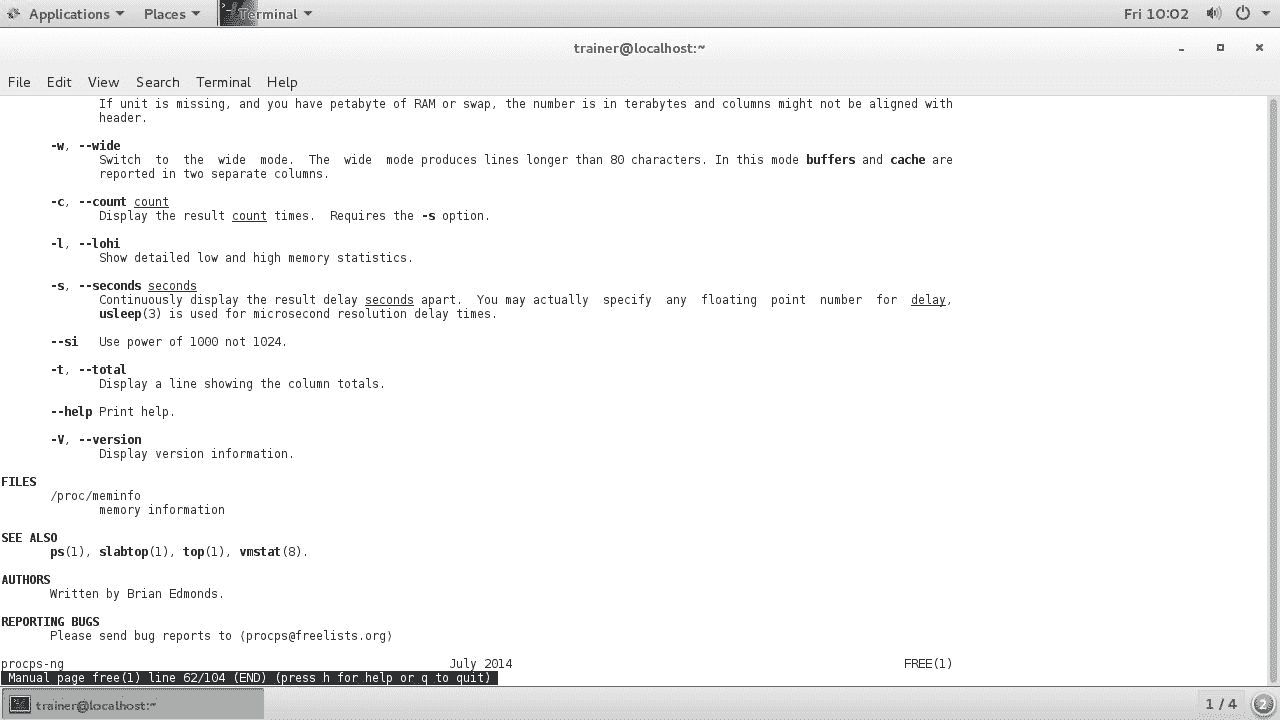 Applications Places Terminal Fri 10:02
trainer@localhost:~
File Edit View Search Terminal Help
If unit is missing, and you have petabyte of RAM or swap, the number is in terabytes and columns might not be aligned with
header.
-w, --wide
Switch to the wide mode. The wide mode produces lines longer than 80 characters. In this mode buffers and cache are
reported in two separate columns.
-c, --count count
Display the result count times. Requires the -s option.
-l, --lohi
Show detailed low and high memory statistics.
-s, --seconds seconds
Continuously display the result delay seconds apart. You may actually specify any floating point number for delay,
usleep(3) is used for microsecond resolution delay times.
--si Use power of 1000 not 1024.
-t, --total
Display a line showing the column totals.
--help Print help.
-V, --version
Display version information.
FILES
/proc/meminfo
memory information
SEE ALSO
ps(1), slabtop(1), top(1), vmstat(8).
AUTHORS
Written by Brian Edmonds.
REPORTING BUGS
Please send bug reports to ⟨procps@freelists.org⟩
procps-ng July 2014 FREE(1)
Manual page free(1) line 62/104 (END) (press h for help or q to quit)
trainer@localhost:~ 1 / 4 2